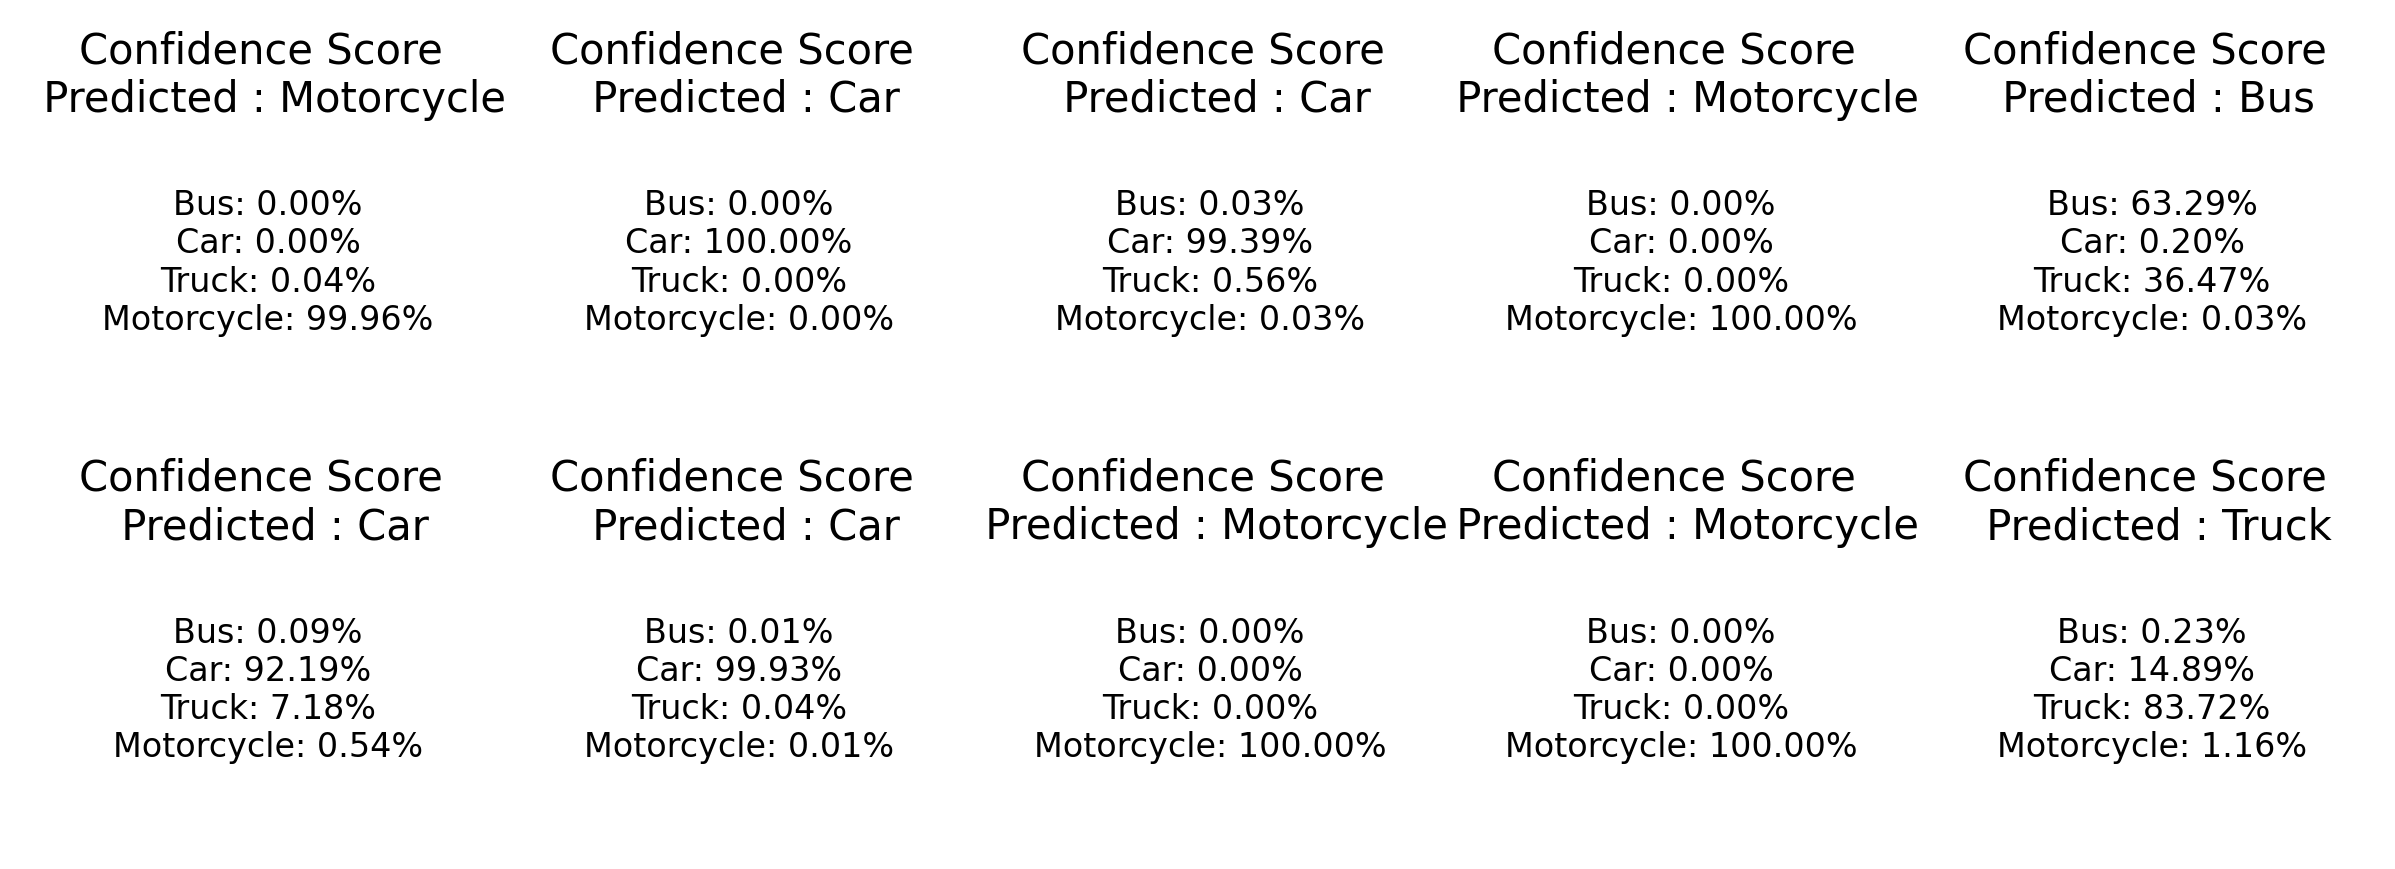 Confidence Score
Predicted : Motorcycle
Bus: 0.00%
Car: 0.00%
Truck: 0.04%
Motorcycle: 99.96%
Confidence Score
Predicted : Car
Bus: 0.00%
Car: 100.00%
Truck: 0.00%
Motorcycle: 0.00%
Confidence Score
Predicted : Car
Bus: 0.03%
Car: 99.39%
Truck: 0.56%
Motorcycle: 0.03%
Confidence Score
Predicted : Motorcycle
Bus: 0.00%
Car: 0.00%
Truck: 0.00%
Motorcycle: 100.00%
Confidence Score
Predicted : Bus
Bus: 63.29%
Car: 0.20%
Truck: 36.47%
Motorcycle: 0.03%
Confidence Score
Predicted : Car
Bus: 0.09%
Car: 92.19%
Truck: 7.18%
Motorcycle: 0.54%
Confidence Score
Predicted : Car
Bus: 0.01%
Car: 99.93%
Truck: 0.04%
Motorcycle: 0.01%
Confidence Score
Predicted : Motorcycle
Bus: 0.00%
Car: 0.00%
Truck: 0.00%
Motorcycle: 100.00%
Confidence Score
Predicted : Motorcycle
Bus: 0.00%
Car: 0.00%
Truck: 0.00%
Motorcycle: 100.00%
Confidence Score
Predicted : Truck
Bus: 0.23%
Car: 14.89%
Truck: 83.72%
Motorcycle: 1.16%